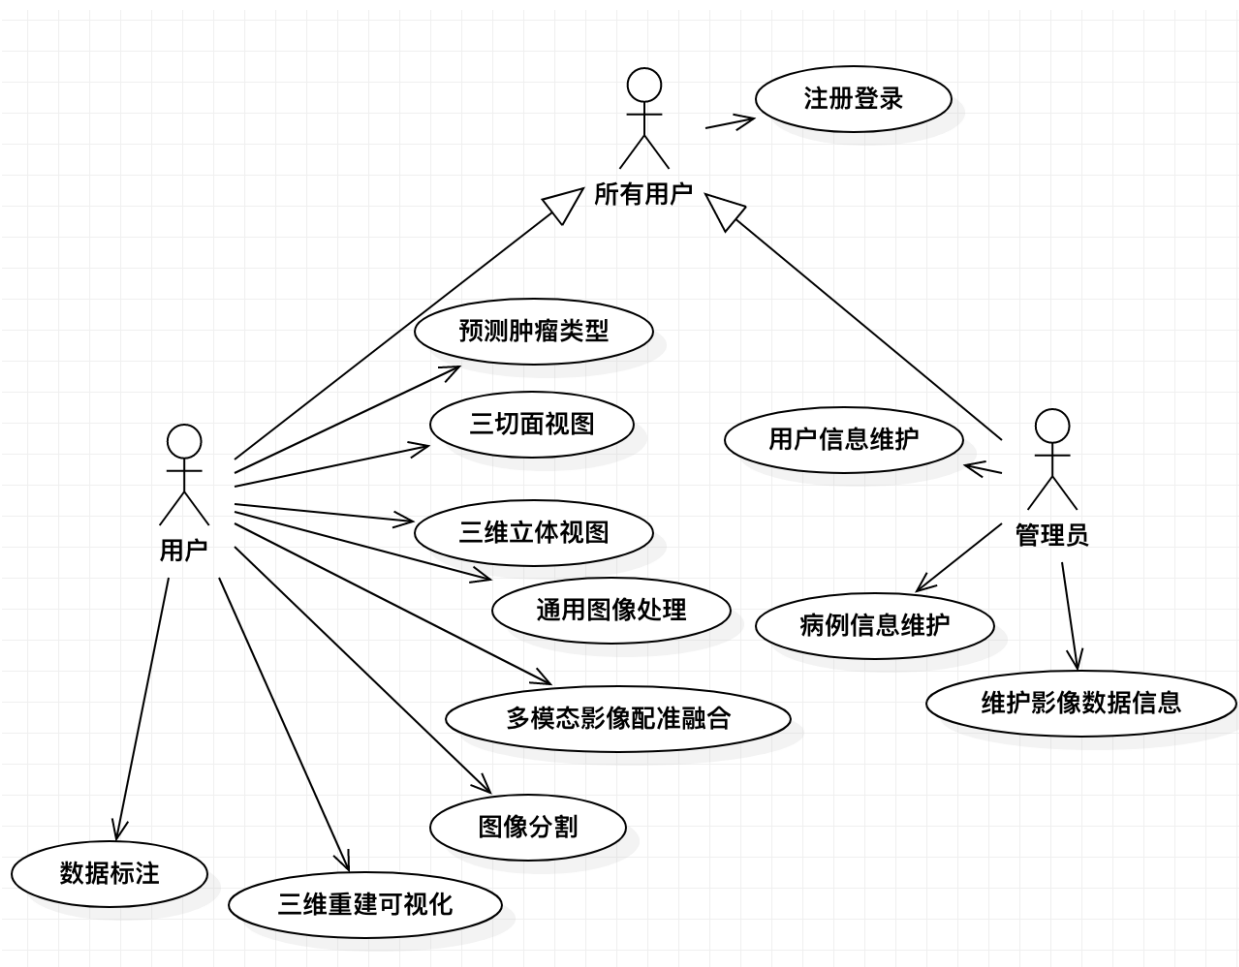 注册登录
所有用户
预测肿瘤类型
三切面视图
用户信息维护
三维立体视图
管理员
用户
通用图像处理
病例信息维护
维护影像数据信息
多模态影像配准融合
图像分割
数据标注
三维重建可视化